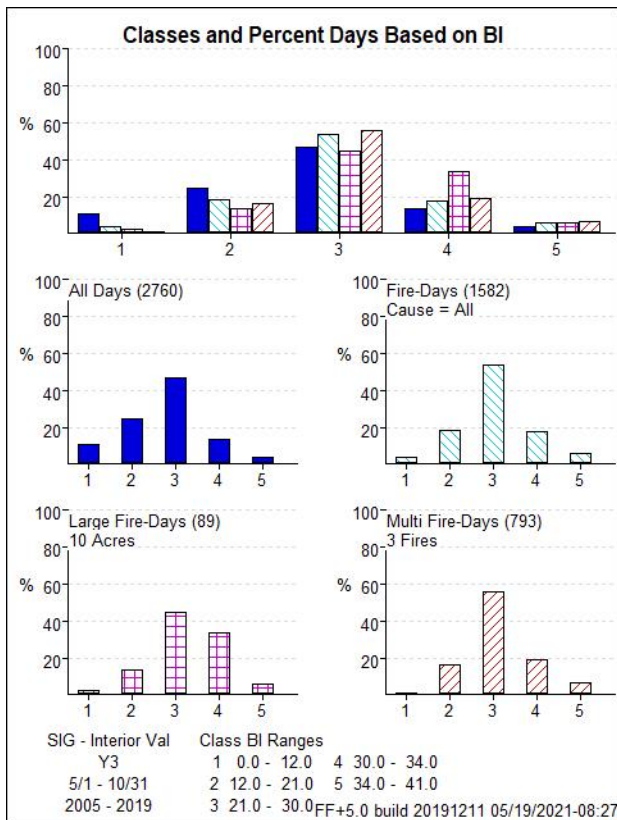 Classes and Percent Days Based on BI
100
80
% 60
40
20
1 2 3 4 5
100 All Days (2760)
80
% 60
40
20
1 2 3 4 5
100 Fire-Days (1582)
Cause = All
80
% 60
40
20
1 2 3 4 5
100 Large Fire-Days (89)
10 Acres
80
% 60
40
20
1 2 3 4 5
100 Multi Fire-Days (793)
3 Fires
80
% 60
40
20
1 2 3 4 5
SIG - Interior Val Class BI Ranges
Y3 1 0.0 - 12.0 4 30.0 - 34.0
5/1 - 10/31 2 12.0 - 21.0 5 34.0 - 41.0
2005 - 2019 3 21.0 - 30.0 FF+5.0 build 20191211 05/19/2021-08:27